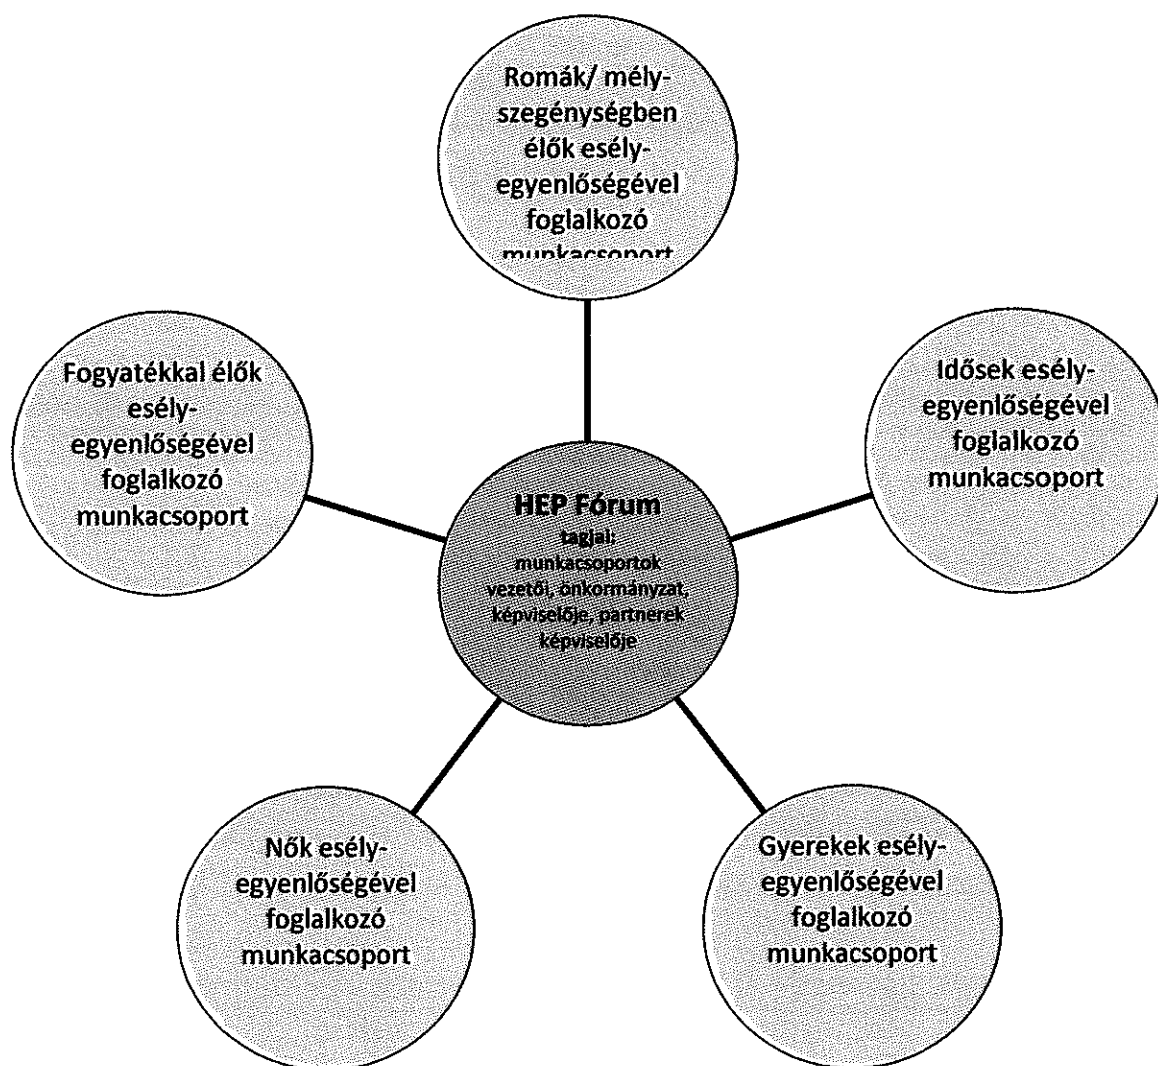 Romák/ mély-
szegénységben
élők esély-
egyenlőségével
foglalkozó
munkacsoport
Fogyatékkal élők
esély-
egyenlőségével
foglalkozó
munkacsoport
Idősek esély-
egyenlőségével
foglalkozó
munkacsoport
HEP Fórum
tagjai:
munkacsoportok
vezetői, önkormányzat,
képviselője, partnerek
képviselője
Nők esély-
egyenlőségével
foglalkozó
munkacsoport
Gyerekek esély-
egyenlőségével
foglalkozó
munkacsoport